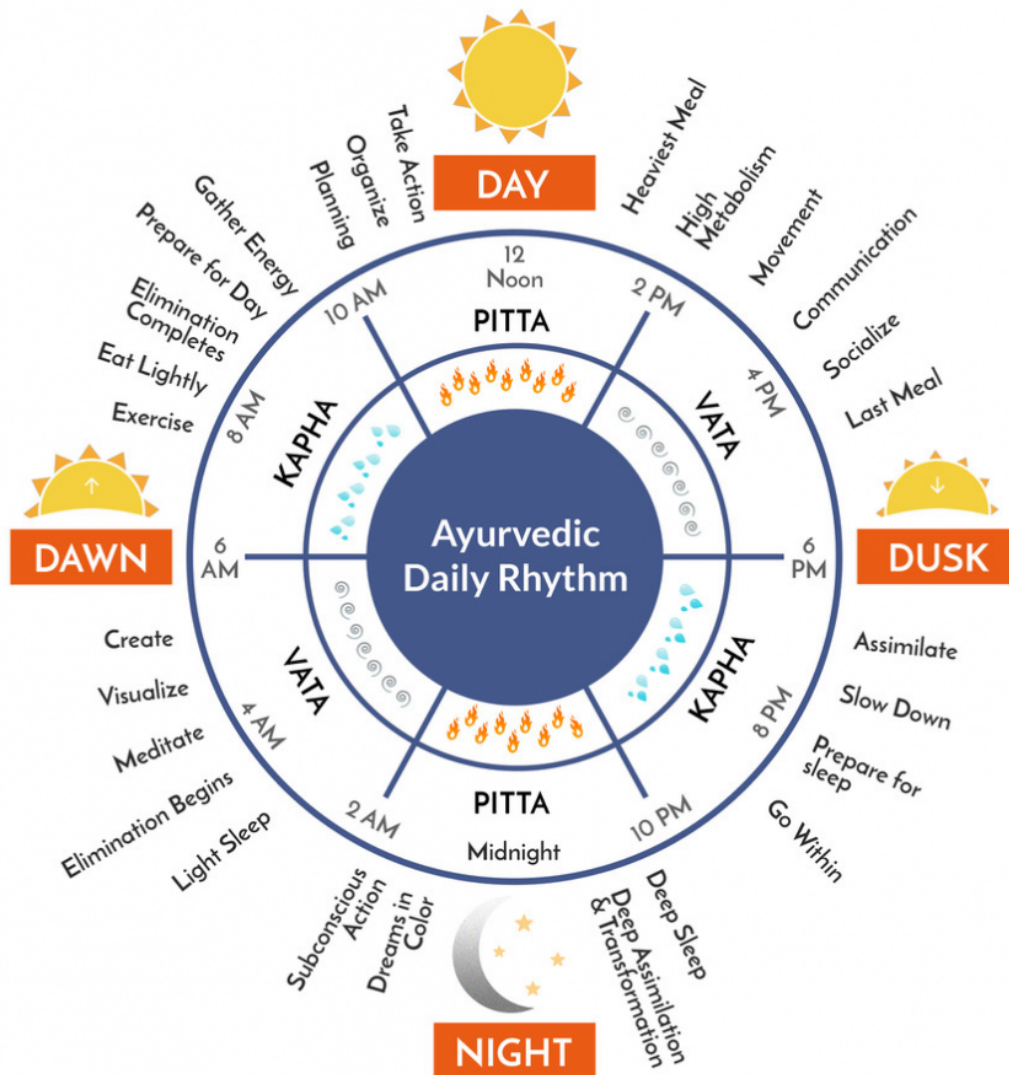 DAY
Take Action
Organize
Planning
Gather Energy
Prepare for Day
Elimination
Completes
Eat Lightly
Exercise
Heaviest Meal
High
Metabolism
Movement
Communication
Socialize
Last Meal
12
Noon
10 AM
2 PM
PITTA
8 AM
4 PM
KAPHA
VATA
DAWN
6
AM
Ayurvedic
Daily Rhythm
6
PM
DUSK
Create
Visualize
Meditate
Elimination Begins
Light Sleep
VATA
KAPHA
4 AM
8 PM
Assimilate
Slow Down
Prepare for
sleep
Go Within
2 AM
PITTA
10 PM
Midnight
Subconscious
Action
Dreams in
Color
Deep Sleep
Deep Assimilation
& Transformation
NIGHT